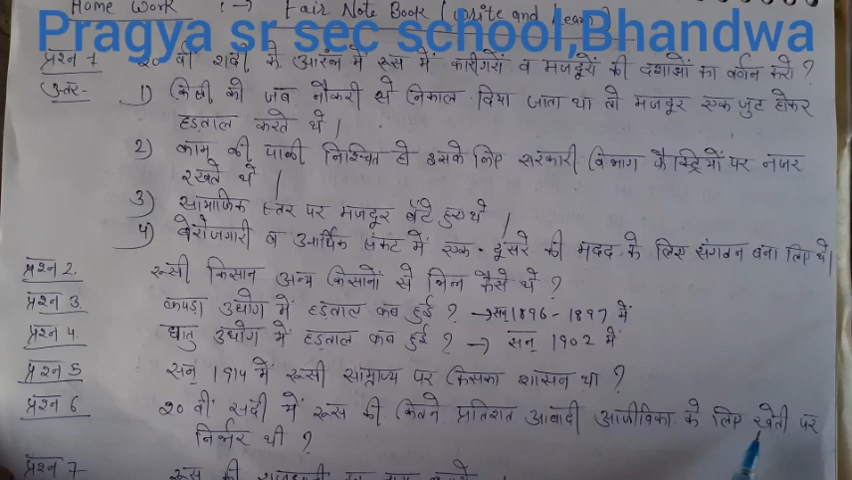 Home Work :→ Fair Note Book (write and learn)
Pragya sr sec school,Bhandwa
प्रश्न 1 20 वीं शदी के आरंभ में रूस में कारीगरों व मजदूरों की दशाओं का वर्णन करो ?
उत्तर- 1) किसी को जब नौकरी से निकाल दिया जाता था तो मजदूर एक जुट होकर
हड़ताल करते थे |
2) काम की पाली निश्चित हो इसके लिए सरकारी विभाग फैक्ट्रियों पर नजर
रखते थे |
3) सामाजिक स्तर पर मजदूर बँटे हुए थे |
4) बेरोजगारी व आर्थिक संकट में एक-दूसरे की मदद के लिए संगठन बना लिए थे|
प्रश्न 2. रूसी किसान अन्य किसानों से भिन्न कैसे थे ?
प्रश्न 3 कपड़ा उद्योग में हड़ताल कब हुई ? → सन् 1896-1897 में
प्रश्न 4. धातु उद्योग में हड़ताल कब हुई ? → सन् 1902 में
प्रश्न 5 सन् 1914 में रूसी साम्राज्य पर किसका शासन था ?
प्रश्न 6 20 वीं सदी में रूस की कितने प्रतिशत आबादी आजीविका के लिए खेती पर
निर्भर थी ?
प्रश्न 7